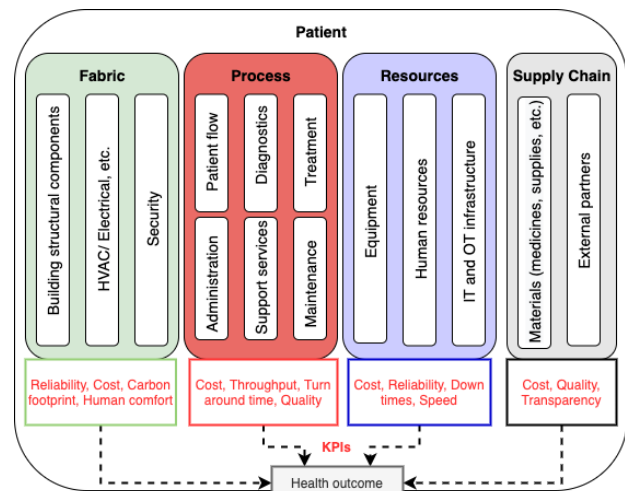 Patient
Fabric
Building structural components
HVAC/ Electrical, etc.
Security
Reliability, Cost, Carbon
footprint, Human comfort
Process
Patient flow
Diagnostics
Treatment
Administration
Support services
Maintenance
Cost, Throughput, Turn
around time, Quality
Resources
Equipment
Human resources
IT and OT infrastructure
Cost, Reliability, Down
times, Speed
Supply Chain
Materials (medicines, supplies, etc.)
External partners
Cost, Quality,
Transparency
KPIs
Health outcome